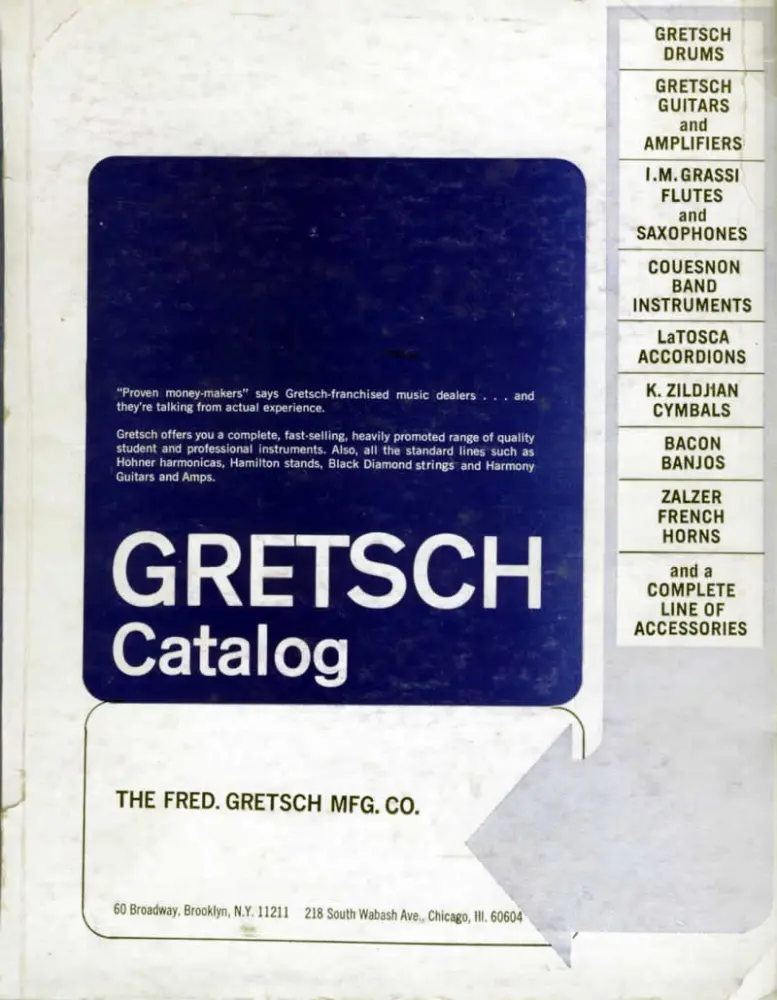 GRETSCH
DRUMS
GRETSCH
GUITARS
and
AMPLIFIERS
I.M. GRASSI
FLUTES
and
SAXOPHONES
COUESNON
BAND
INSTRUMENTS
LaTOSCA
ACCORDIONS
K. ZILDJIAN
CYMBALS
BACON
BANJOS
ZALZER
FRENCH
HORNS
and a
COMPLETE
LINE OF
ACCESSORIES
"Proven money-makers" says Gretsch-franchised music dealers . . . and
they're talking from actual experience.
Gretsch offers you a complete, fast-selling, heavily promoted range of quality
student and professional instruments. Also, all the standard lines such as
Hohner harmonicas, Hamilton stands, Black Diamond strings and Harmony
Guitars and Amps.
GRETSCH
Catalog
THE FRED. GRETSCH MFG. CO.
60 Broadway, Brooklyn, N.Y. 11211 218 South Wabash Ave., Chicago, Ill. 60604